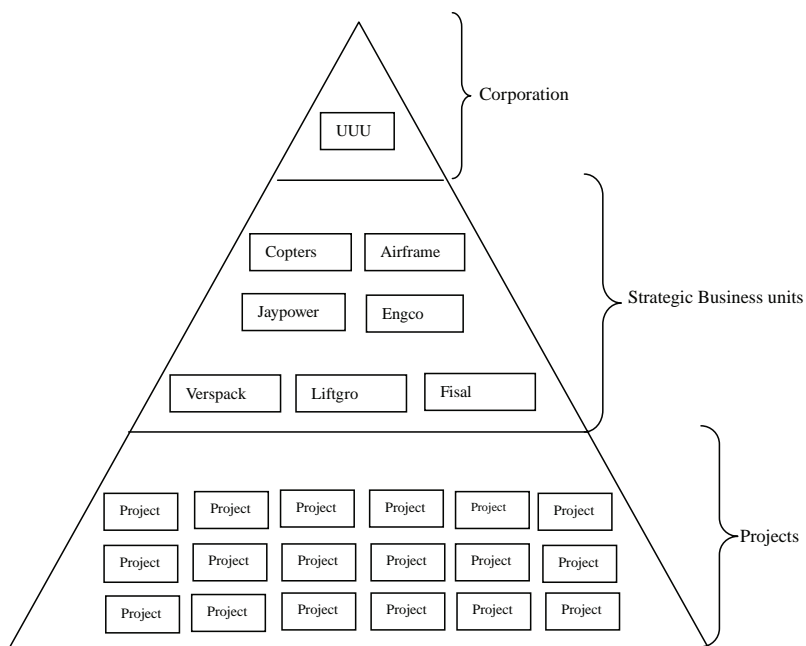 Corporation
UUU
Copters Airframe
Strategic Business units
Jaypower Engco
Verspack Liftgro Fisal
Project Project Project Project Project Project
Projects
Project Project Project Project Project Project
Project Project Project Project Project Project